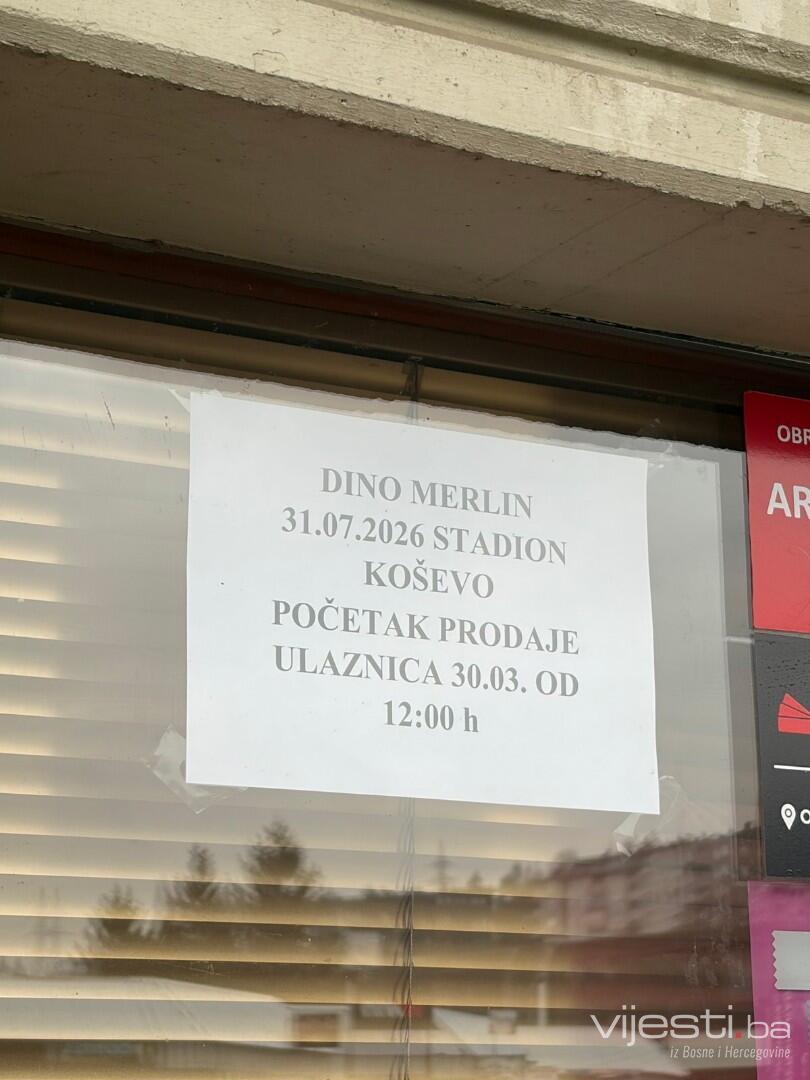 DINO MERLIN
31.07.2026 STADION
KOŠEVO
POČETAK PRODAJE
ULAZNICA 30.03. OD
12:00 h
OBR
AR
vijesti.ba
iz Bosne i Hercegovine